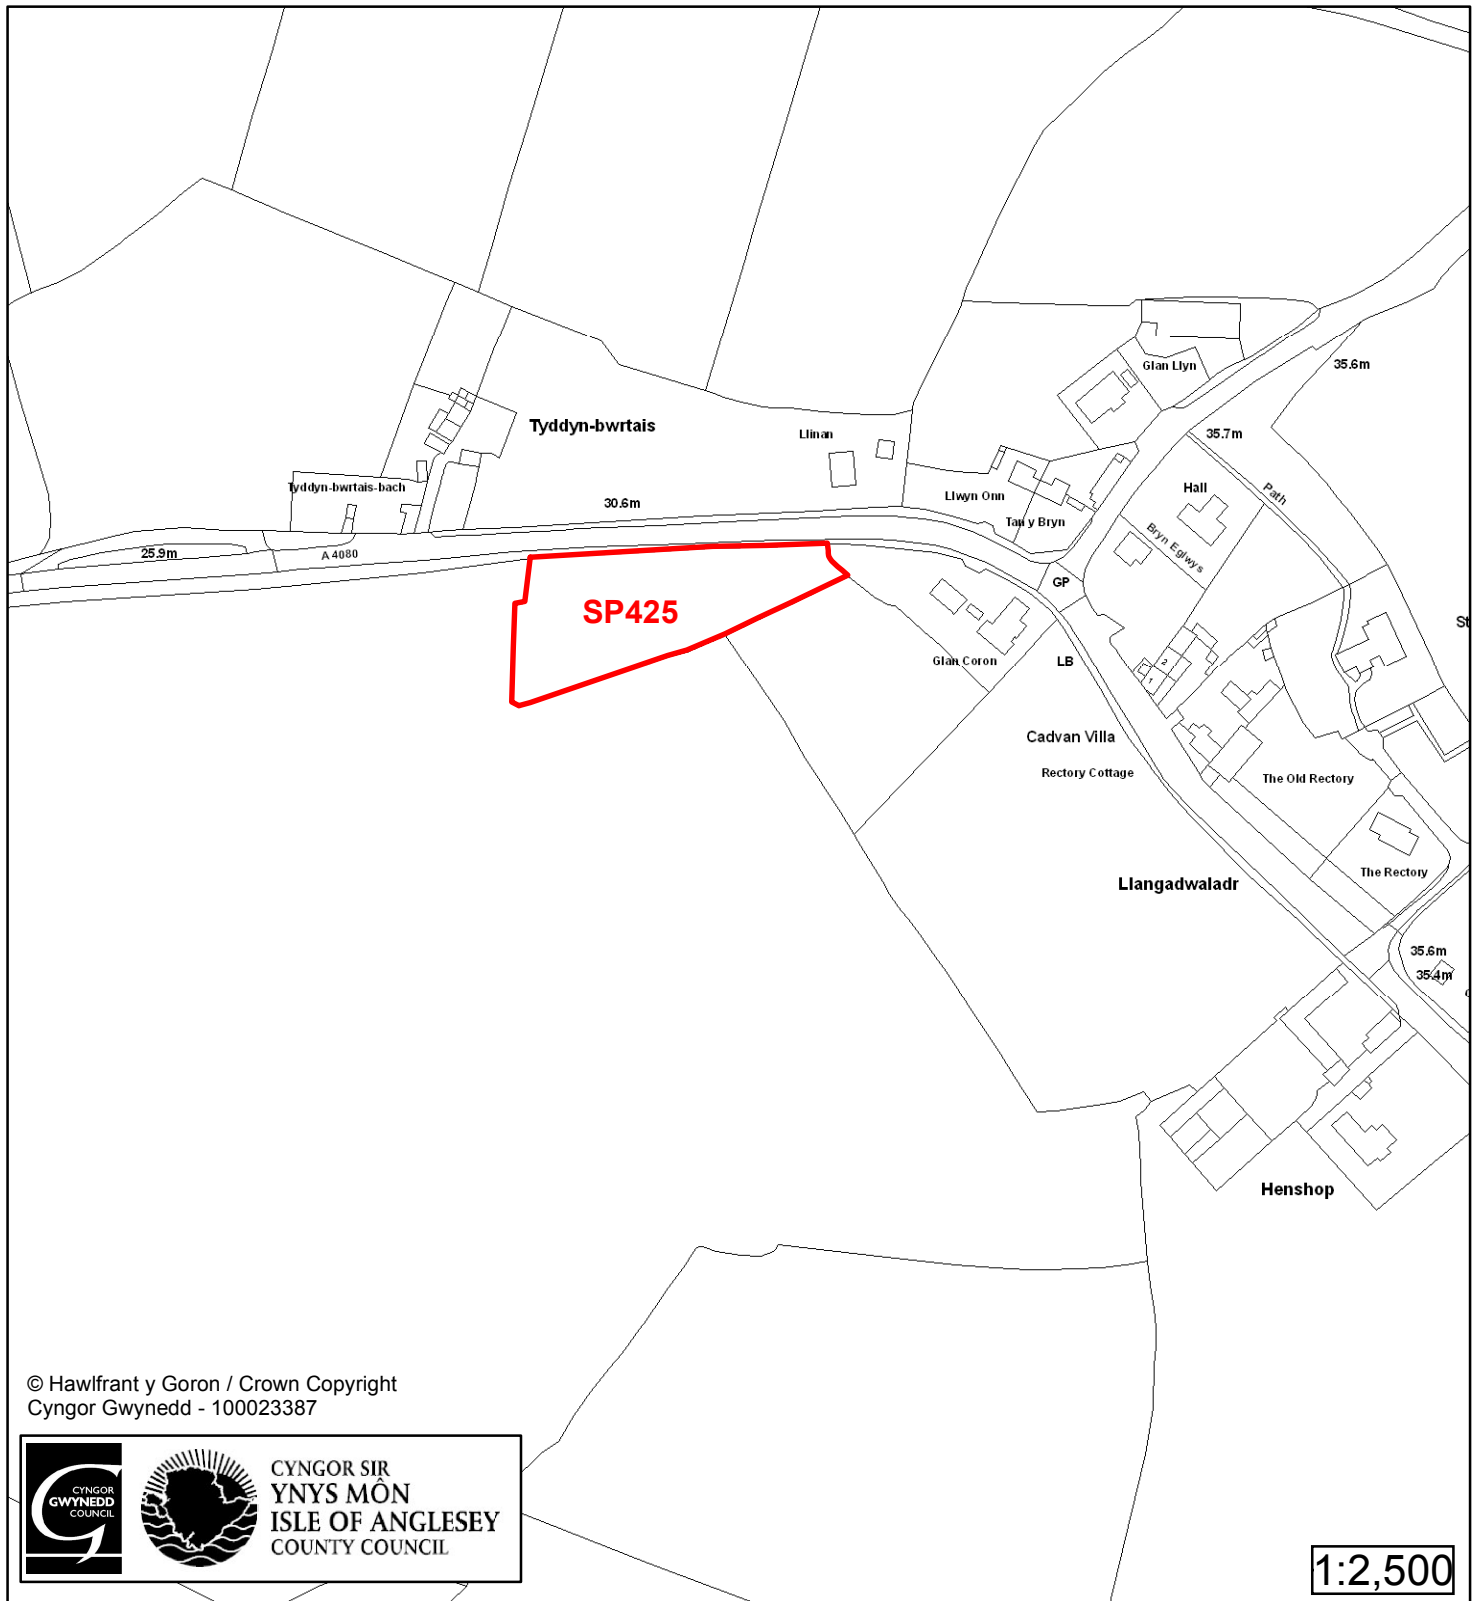 Glan Llyn
35.6m
Tyddyn-bwrtais
Llinan
35.7m
Tyddyn-bwrtais-bach
30.6m
Llwyn Onn
Hall
Path
Tan y Bryn
Bryn Eglwys
25.9m
A 4080
GP
SP425
St
Glan Coron
LB
2
1
Cadvan Villa
Rectory Cottage
The Old Rectory
The Rectory
Llangadwaladr
35.6m
35.4m
Henshop
© Hawlfrant y Goron / Crown Copyright
Cyngor Gwynedd - 100023387
CYNGOR
GWYNEDD
COUNCIL
CYNGOR SIR
YNYS MÔN
ISLE OF ANGLESEY
COUNTY COUNCIL
1:2,500